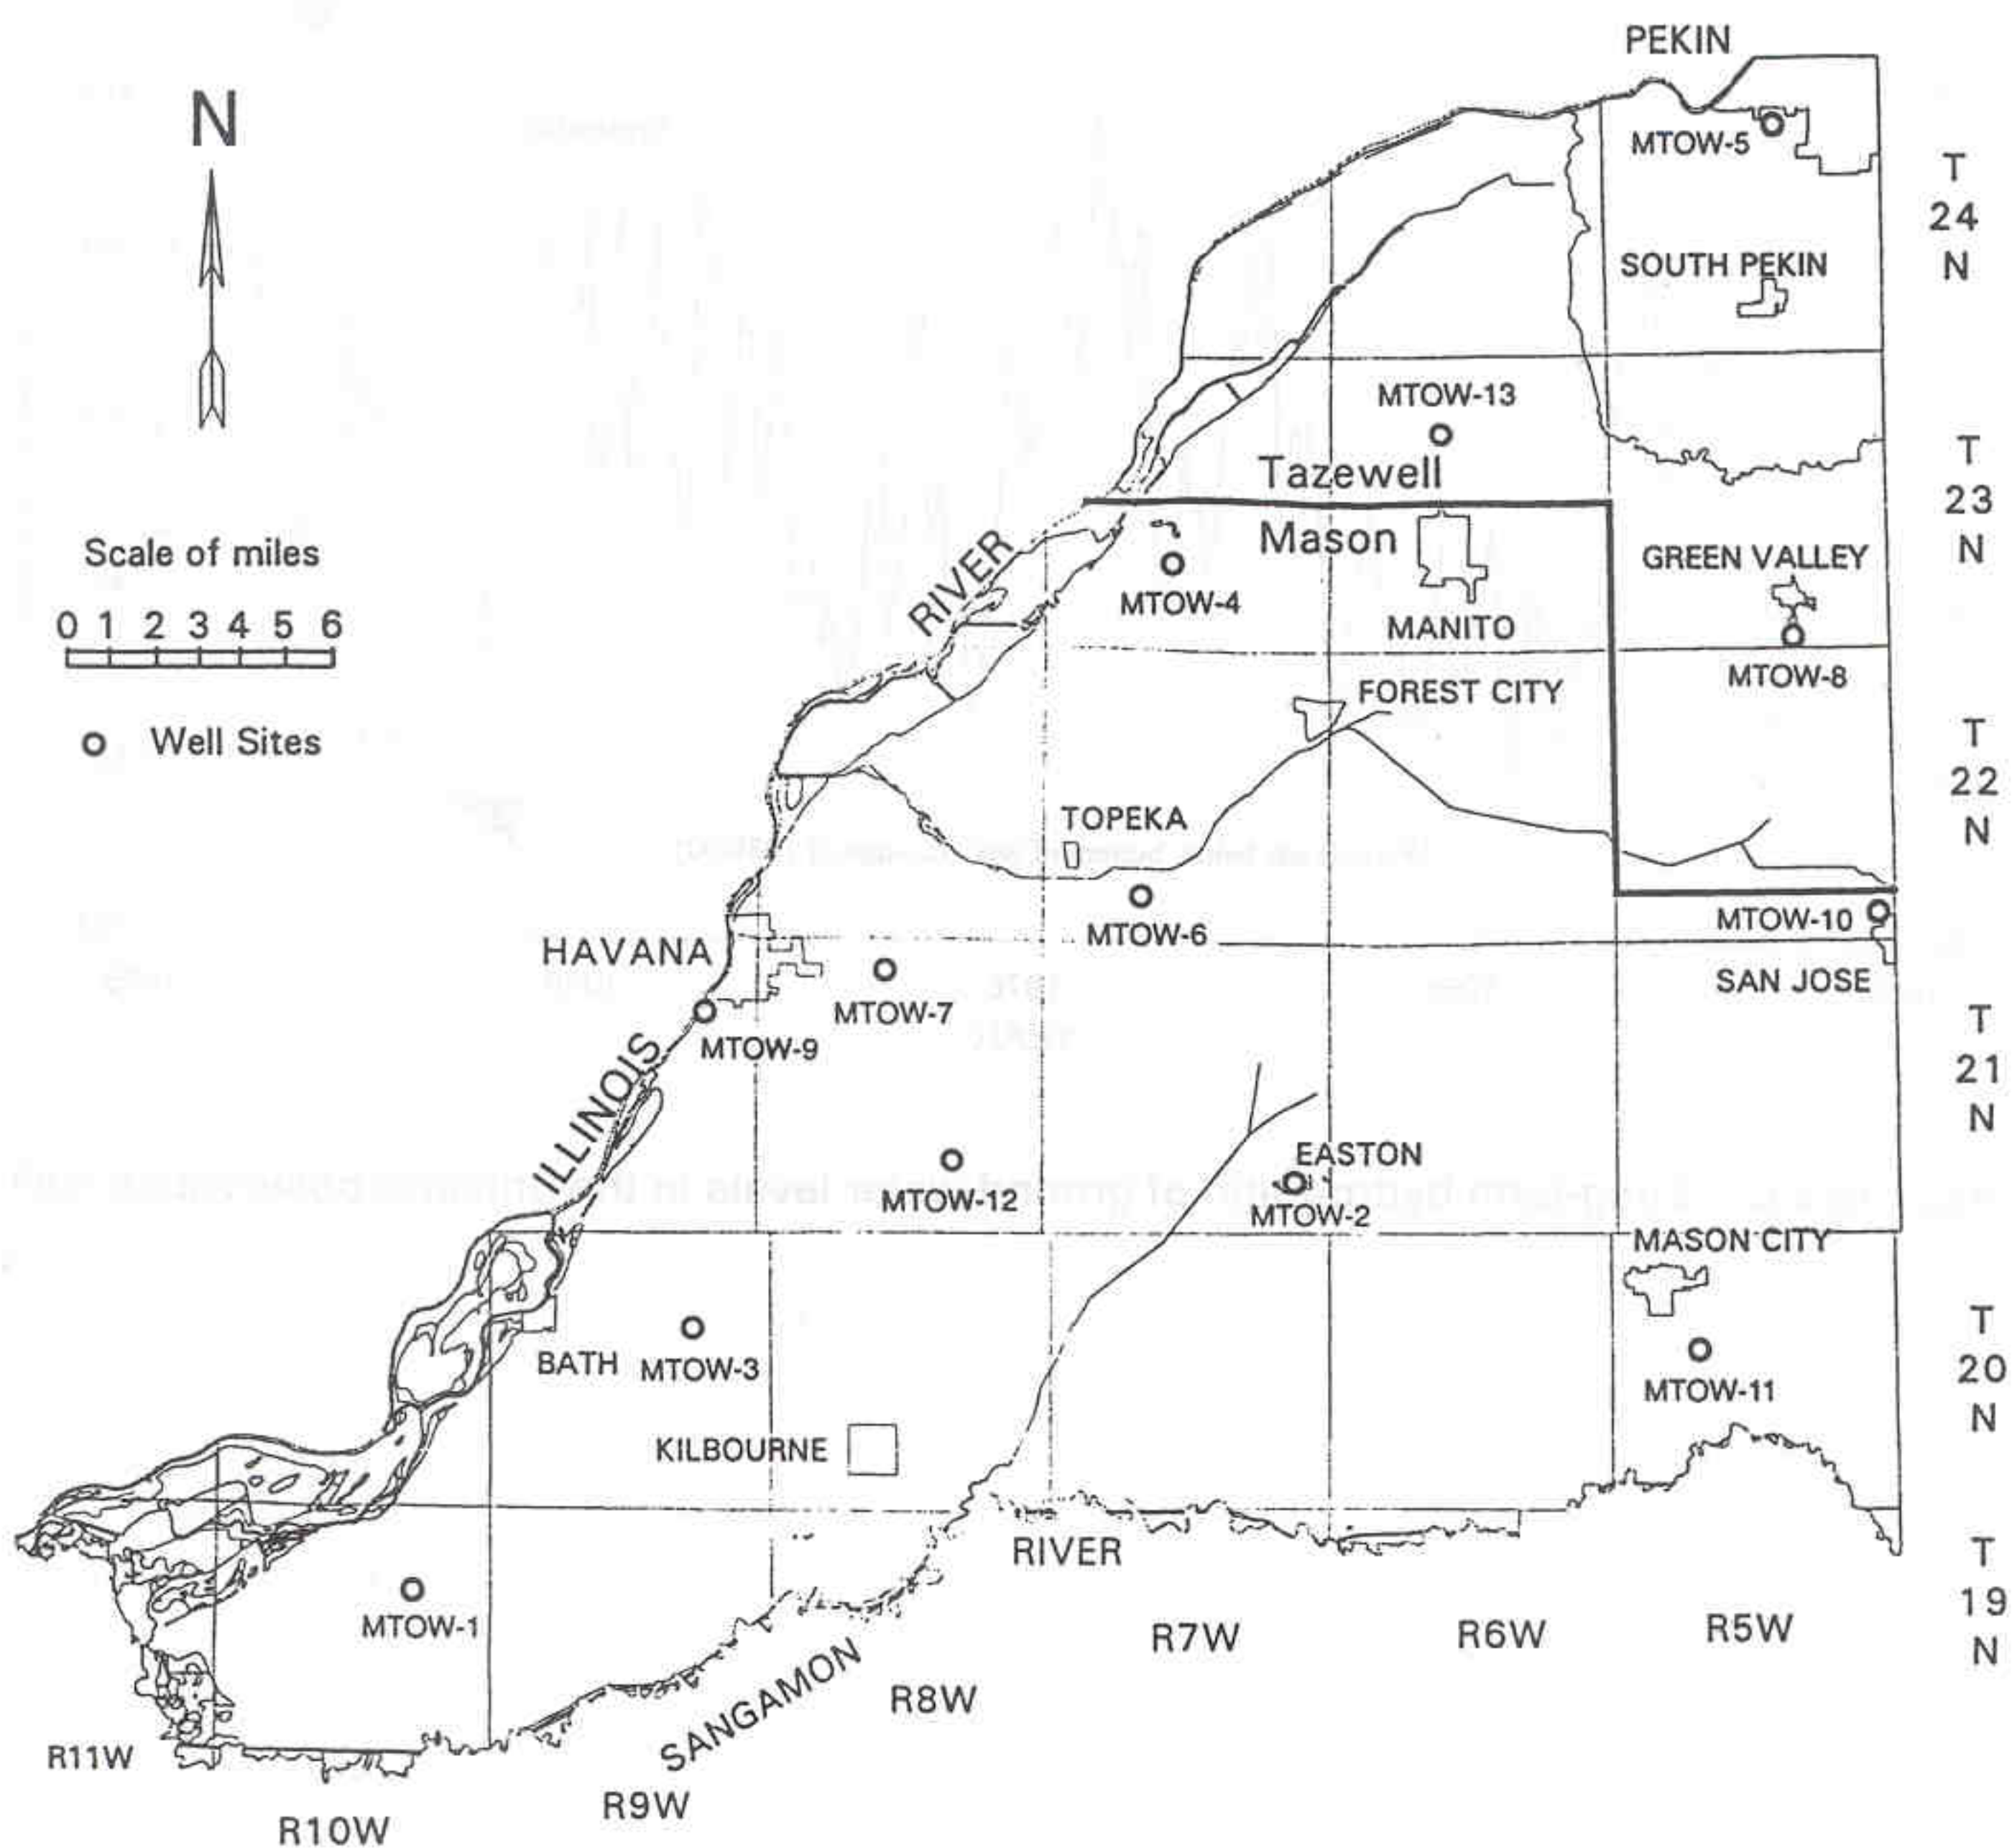 PEKIN
N
MTOW-5
T
24
N
SOUTH PEKIN
MTOW-13
Tazewell
T
23
N
Mason
Scale of miles
0 1 2 3 4 5 6
RIVER
MTOW-4
GREEN VALLEY
MANITO
MTOW-8
FOREST CITY
Well Sites
T
22
N
TOPEKA
MTOW-6
MTOW-10
HAVANA
SAN JOSE
MTOW-7
MTOW-9
T
21
N
ILLINOIS
EASTON
MTOW-12
MTOW-2
MASON CITY
BATH
MTOW-3
MTOW-11
T
20
N
KILBOURNE
RIVER
T
19
N
MTOW-1
R7W
R6W
R5W
SANGAMON
R8W
R11W
R9W
R10W